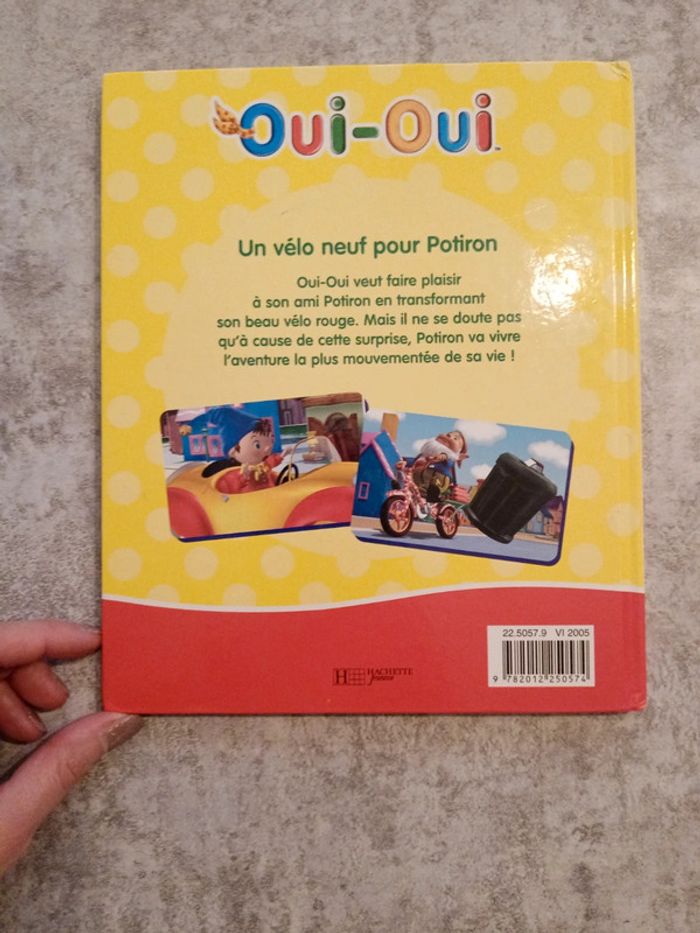 Oui-Oui
Un vélo neuf pour Potiron
Oui-Oui veut faire plaisir
à son ami Potiron en transformant
son beau vélo rouge. Mais il ne se doute pas
qu'à cause de cette surprise, Potiron va vivre
l'aventure la plus mouvementée de sa vie !
22.5057.9 VI 2005
H HACHETTE
Jeunesse
9 782012 250574